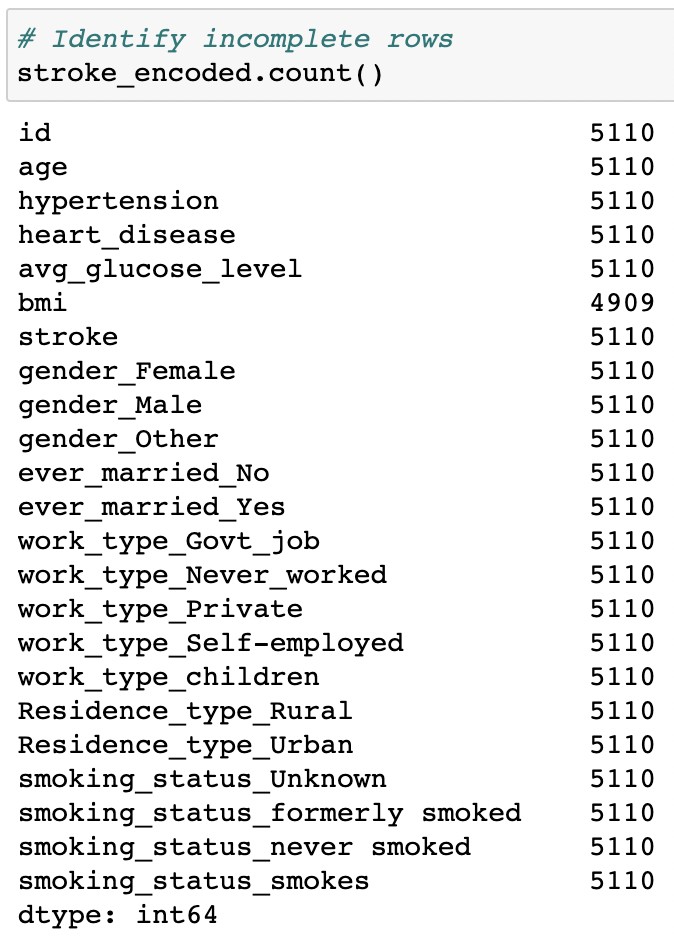 # Identify incomplete rows
stroke_encoded.count()
id 5110
age 5110
hypertension 5110
heart_disease 5110
avg_glucose_level 5110
bmi 4909
stroke 5110
gender_Female 5110
gender_Male 5110
gender_Other 5110
ever_married_No 5110
ever_married_Yes 5110
work_type_Govt_job 5110
work_type_Never_worked 5110
work_type_Private 5110
work_type_Self-employed 5110
work_type_children 5110
Residence_type_Rural 5110
Residence_type_Urban 5110
smoking_status_Unknown 5110
smoking_status_formerly smoked 5110
smoking_status_never smoked 5110
smoking_status_smokes 5110
dtype: int64